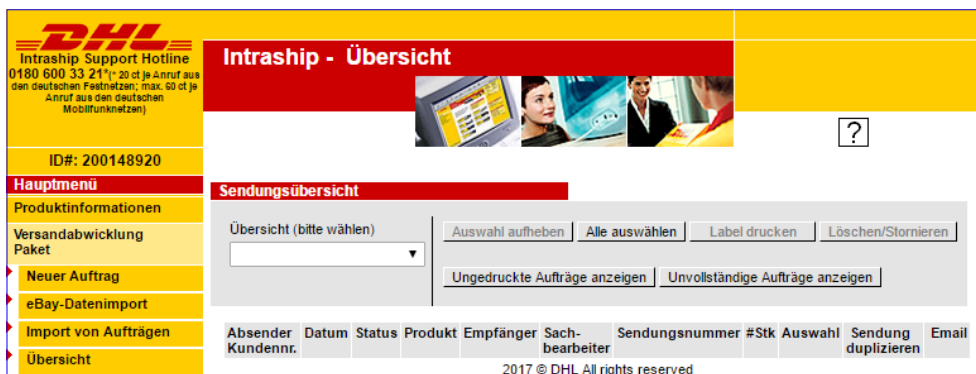 DHL
Intraship Support Hotline
0180 600 33 21*(* 20 ct je Anruf aus
den deutschen Festnetzen; max. 60 ct je
Anruf aus den deutschen
Mobilfunknetzen)
ID#: 200148920
Hauptmenü
Produktinformationen
Versandabwicklung
Paket
Neuer Auftrag
eBay-Datenimport
Import von Aufträgen
Übersicht
Intraship - Übersicht
?
Sendungsübersicht
Übersicht (bitte wählen)
Auswahl aufheben Alle auswählen Label drucken Löschen/Stornieren
Ungedruckte Aufträge anzeigen Unvollständige Aufträge anzeigen
Absender Datum Status Produkt Empfänger Sach- Sendungsnummer #Stk Auswahl Sendung Email
Kundennr. bearbeiter duplizieren
2017 © DHL All rights reserved